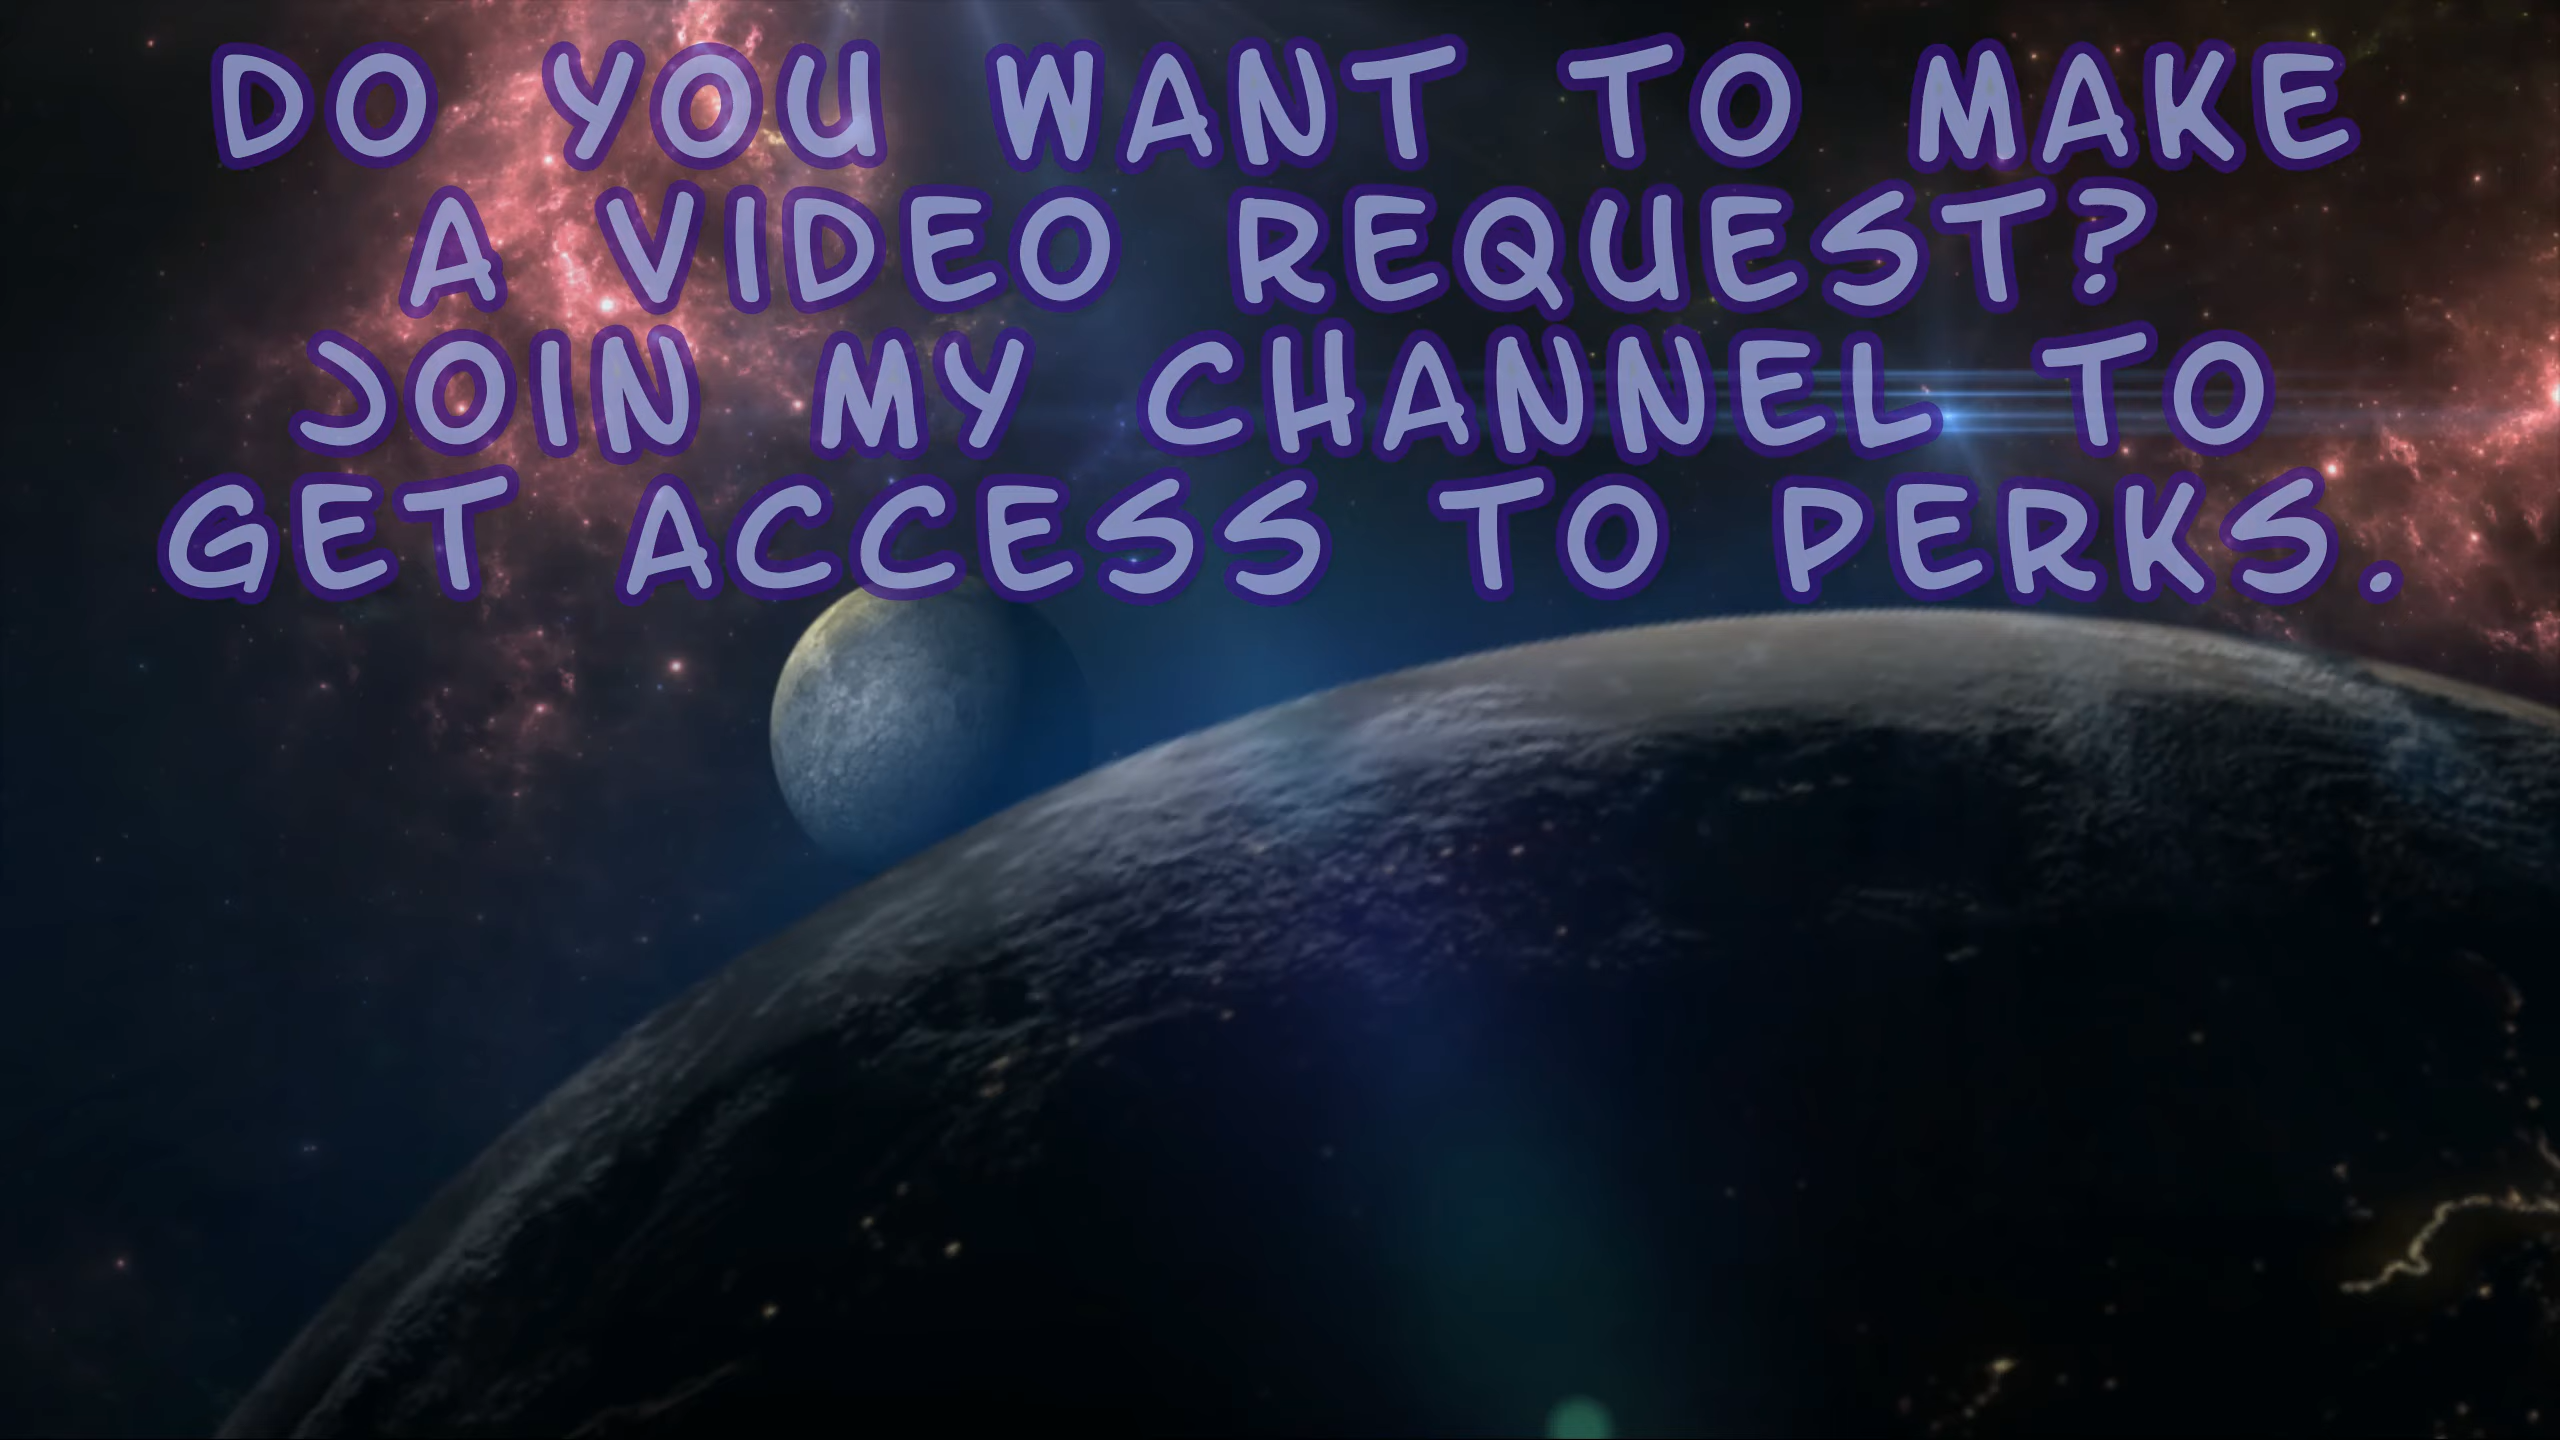 DO YOU WANT TO MAKE
A VIDEO REQUEST?
JOIN MY CHANNEL TO
GET ACCESS TO PERKS.